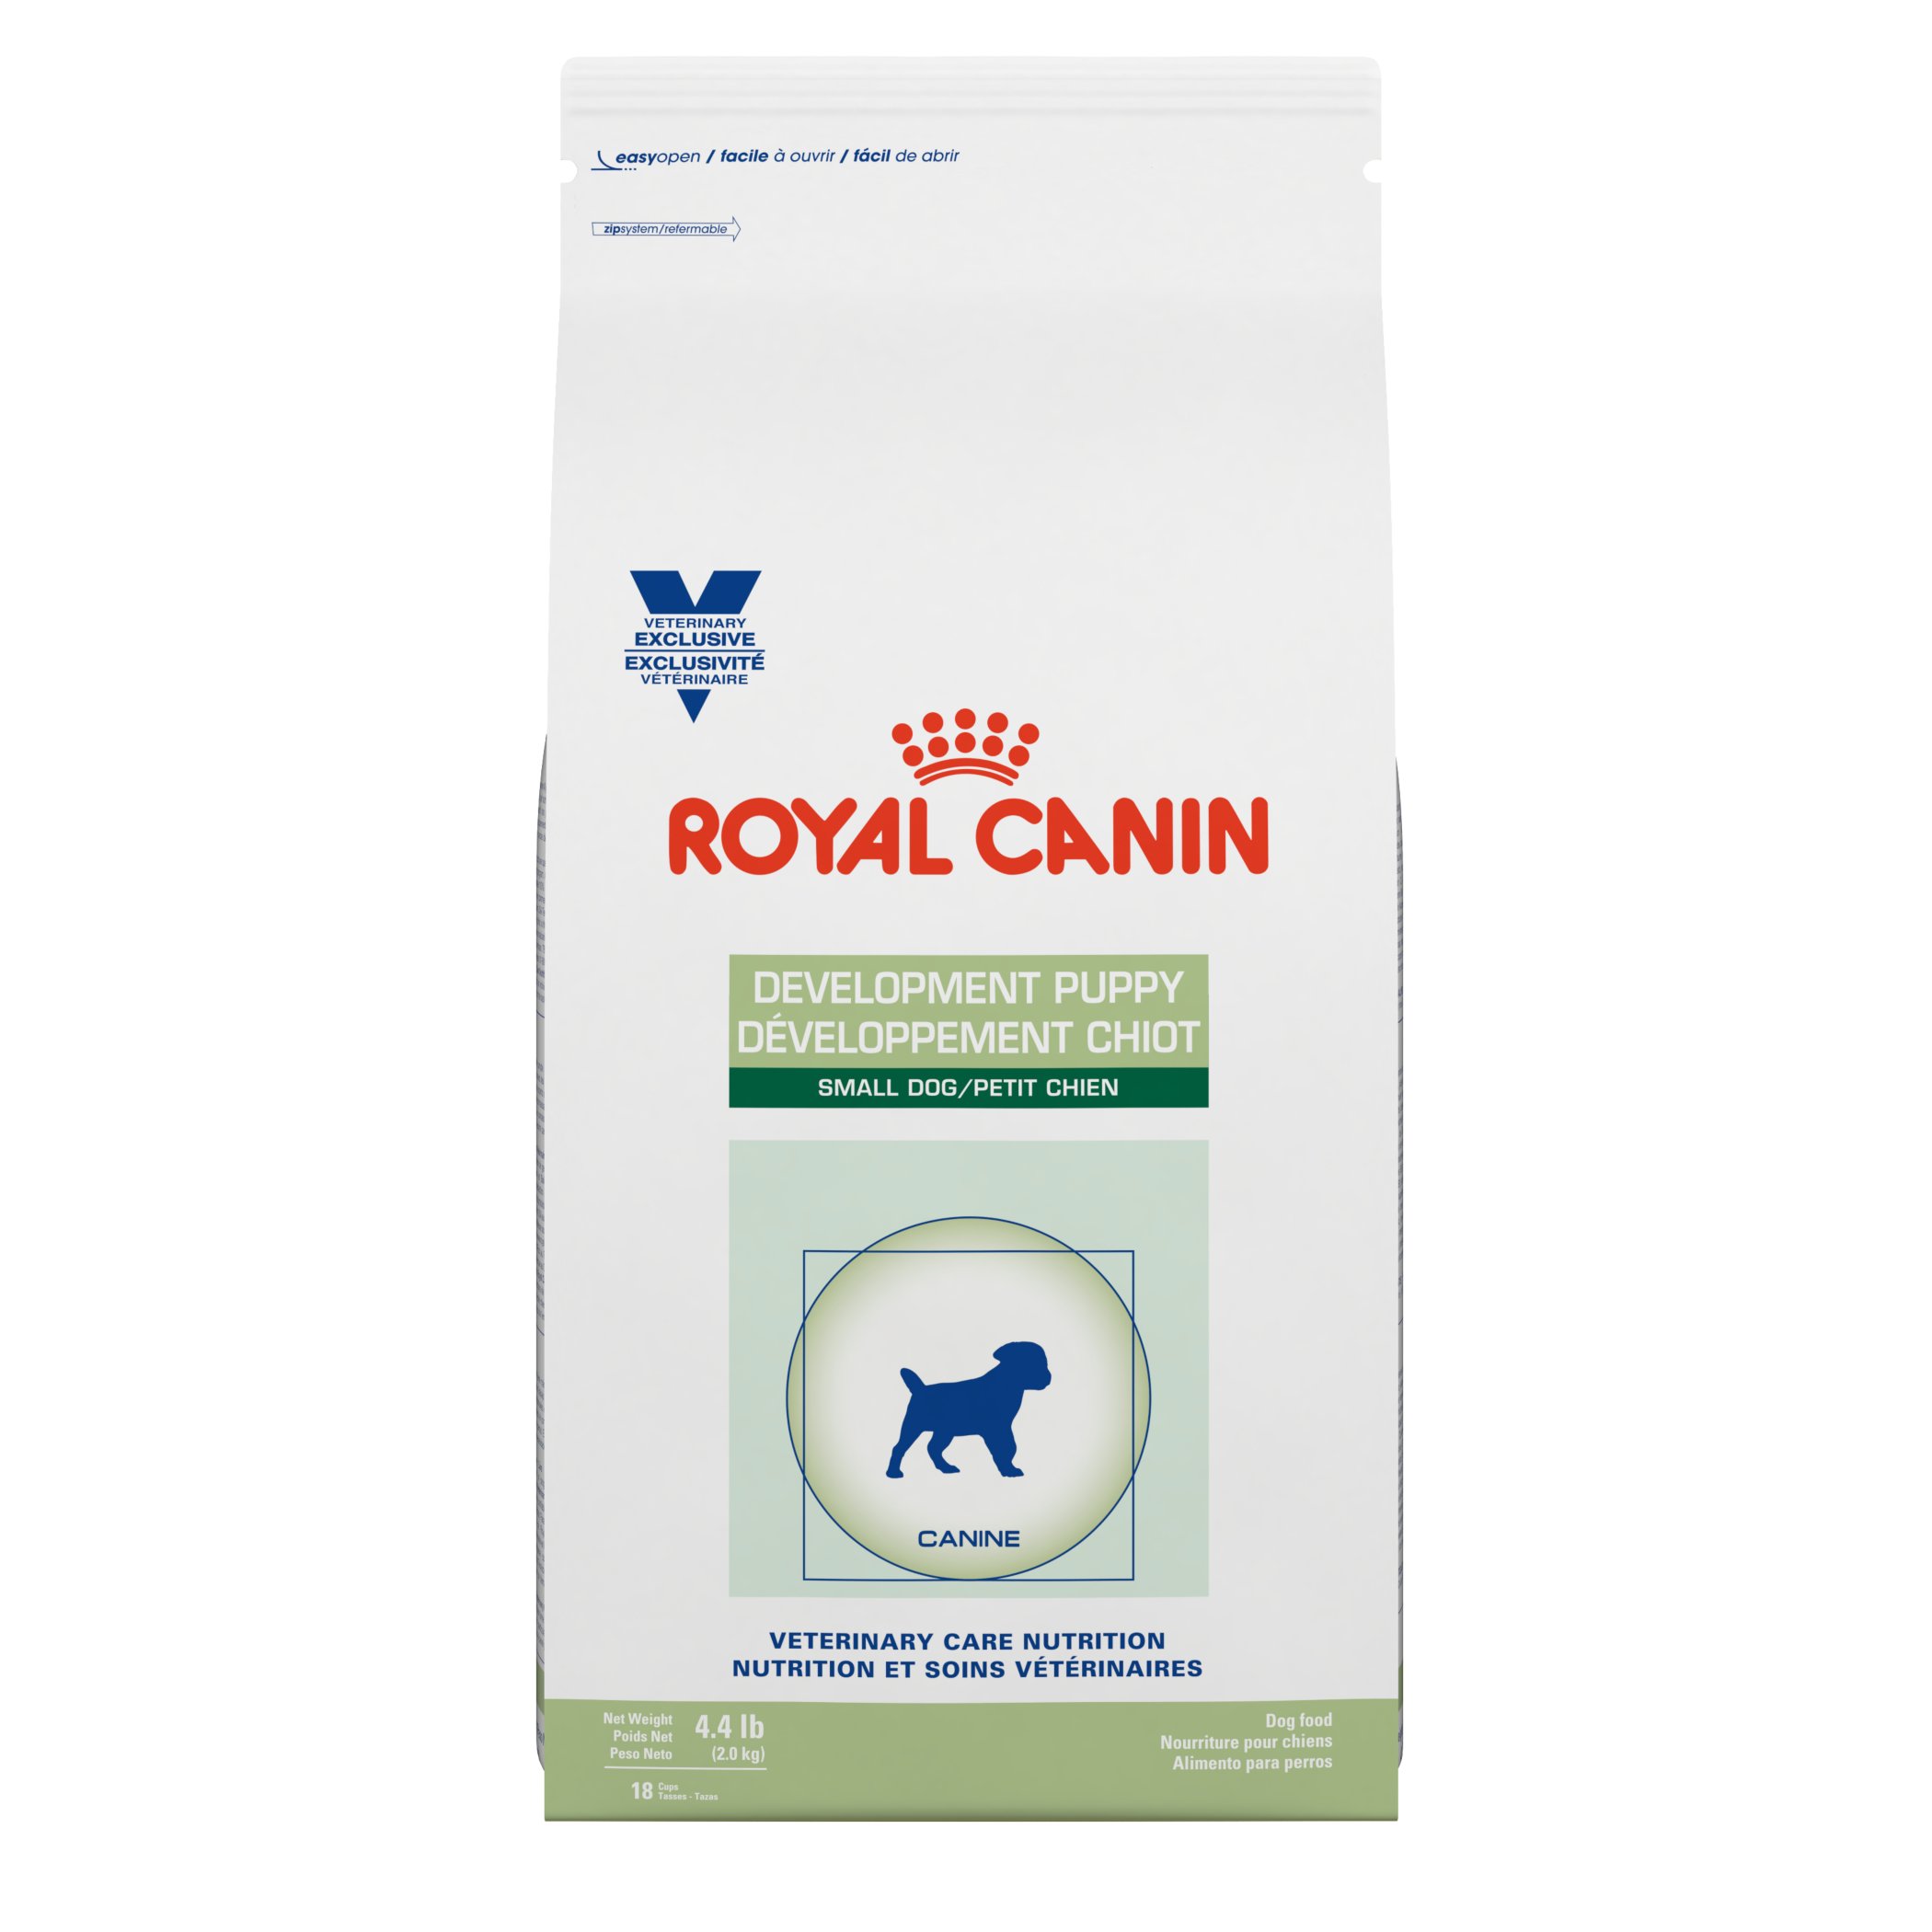 easyopen / facile à ouvrir / fácil de abrir
zipsystem/refermable
VETERINARY
EXCLUSIVE
EXCLUSIVITÉ
VÉTÉRINAIRE
ROYAL CANIN
DEVELOPMENT PUPPY
DÉVELOPPEMENT CHIOT
SMALL DOG/PETIT CHIEN
CANINE
VETERINARY CARE NUTRITION
NUTRITION ET SOINS VÉTÉRINAIRES
Net Weight
Poids Net
Peso Neto
4.4 lb
(2.0 kg)
18 Cups
Tasses - Tazas
Dog food
Nourriture pour chiens
Alimento para perros